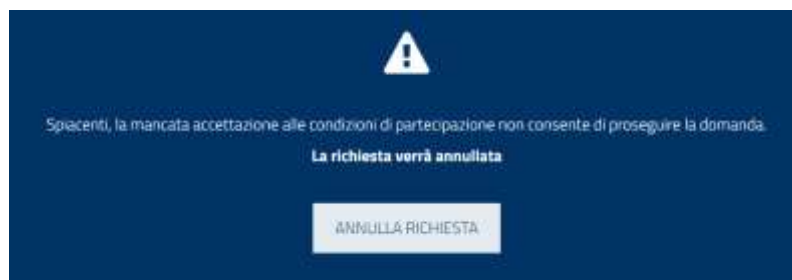 Spiacenti, la mancata accettazione alle condizioni di partecipazione non consente di proseguire la domanda.
La richiesta verrà annullata
ANNULLA RICHIESTA